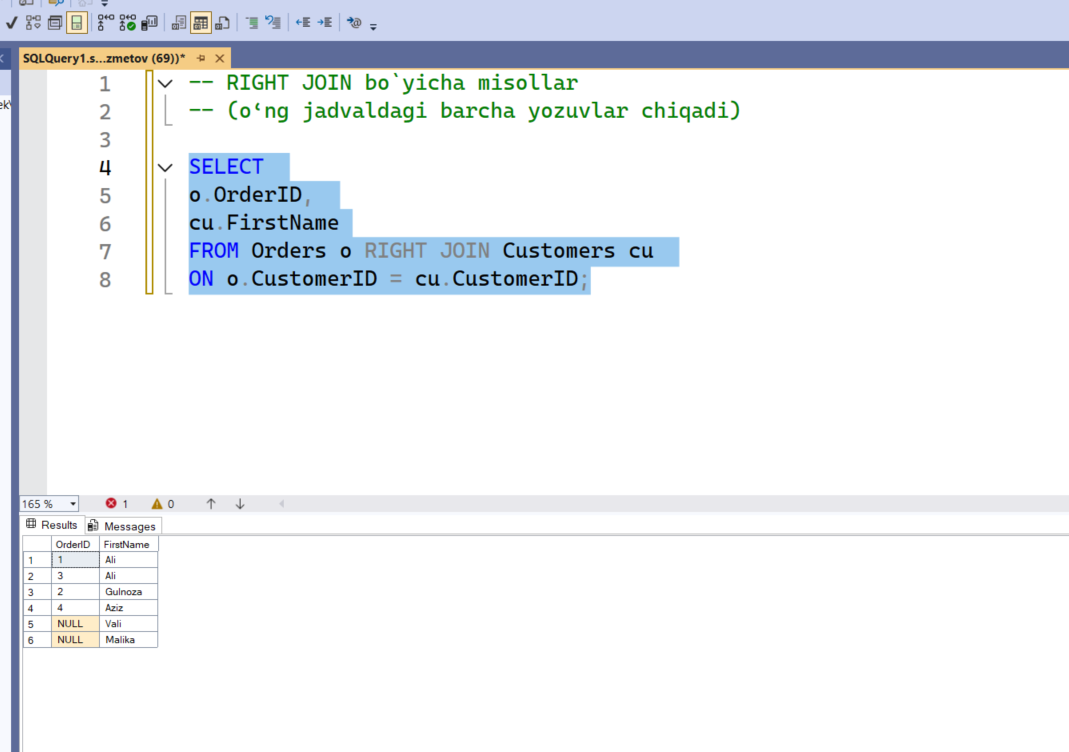 SQLQuery1.s...zmetov (69))*
1 -- RIGHT JOIN bo`yicha misollar
2 -- (o‘ng jadvaldagi barcha yozuvlar chiqadi)
3
4 SELECT
5 o.OrderID,
6 cu.FirstName
7 FROM Orders o RIGHT JOIN Customers cu
8 ON o.CustomerID = cu.CustomerID;
165 % 1 0
Results Messages
OrderID FirstName
1 1 Ali
2 3 Ali
3 2 Gulnoza
4 4 Aziz
5 NULL Vali
6 NULL Malika